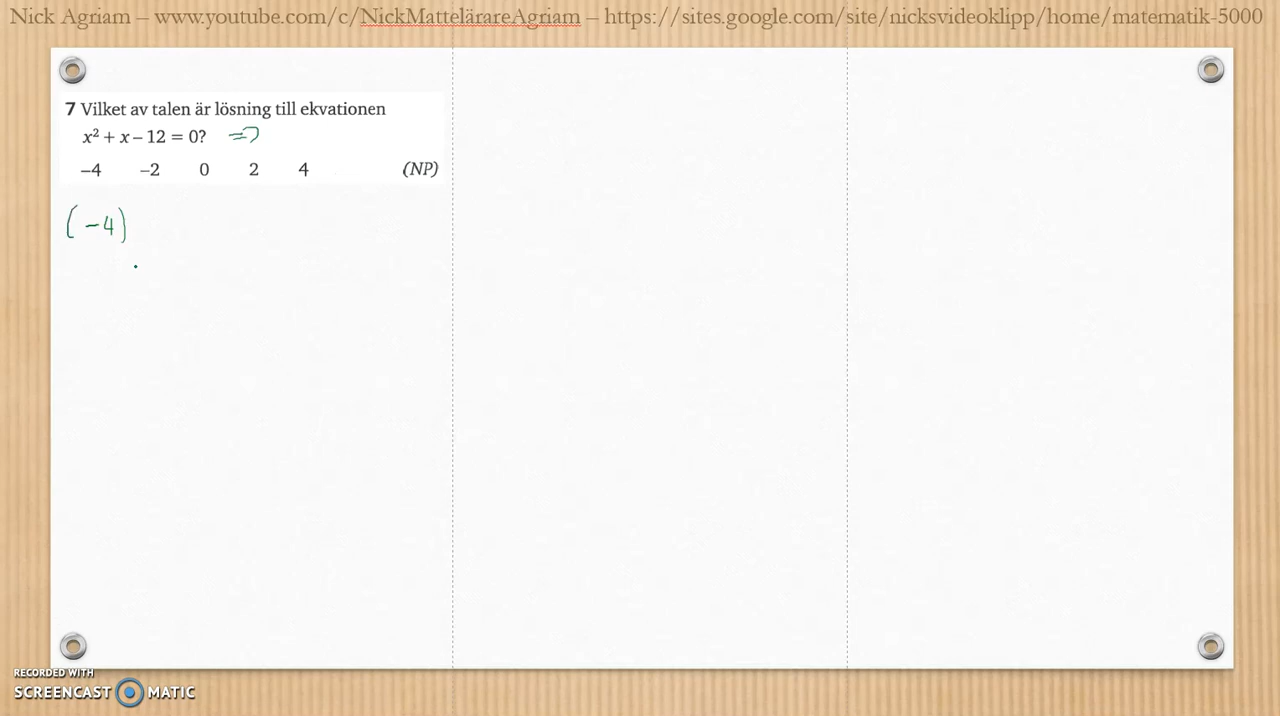 Nick Agriam – www.youtube.com/c/NickMattelärareAgriam – https://sites.google.com/site/nicksvideoklipp/home/matematik-5000
7 Vilket av talen är lösning till ekvationen
x² + x – 12 = 0? =>
–4 –2 0 2 4 (NP)
(-4)
RECORDED WITH
SCREENCAST MATIC